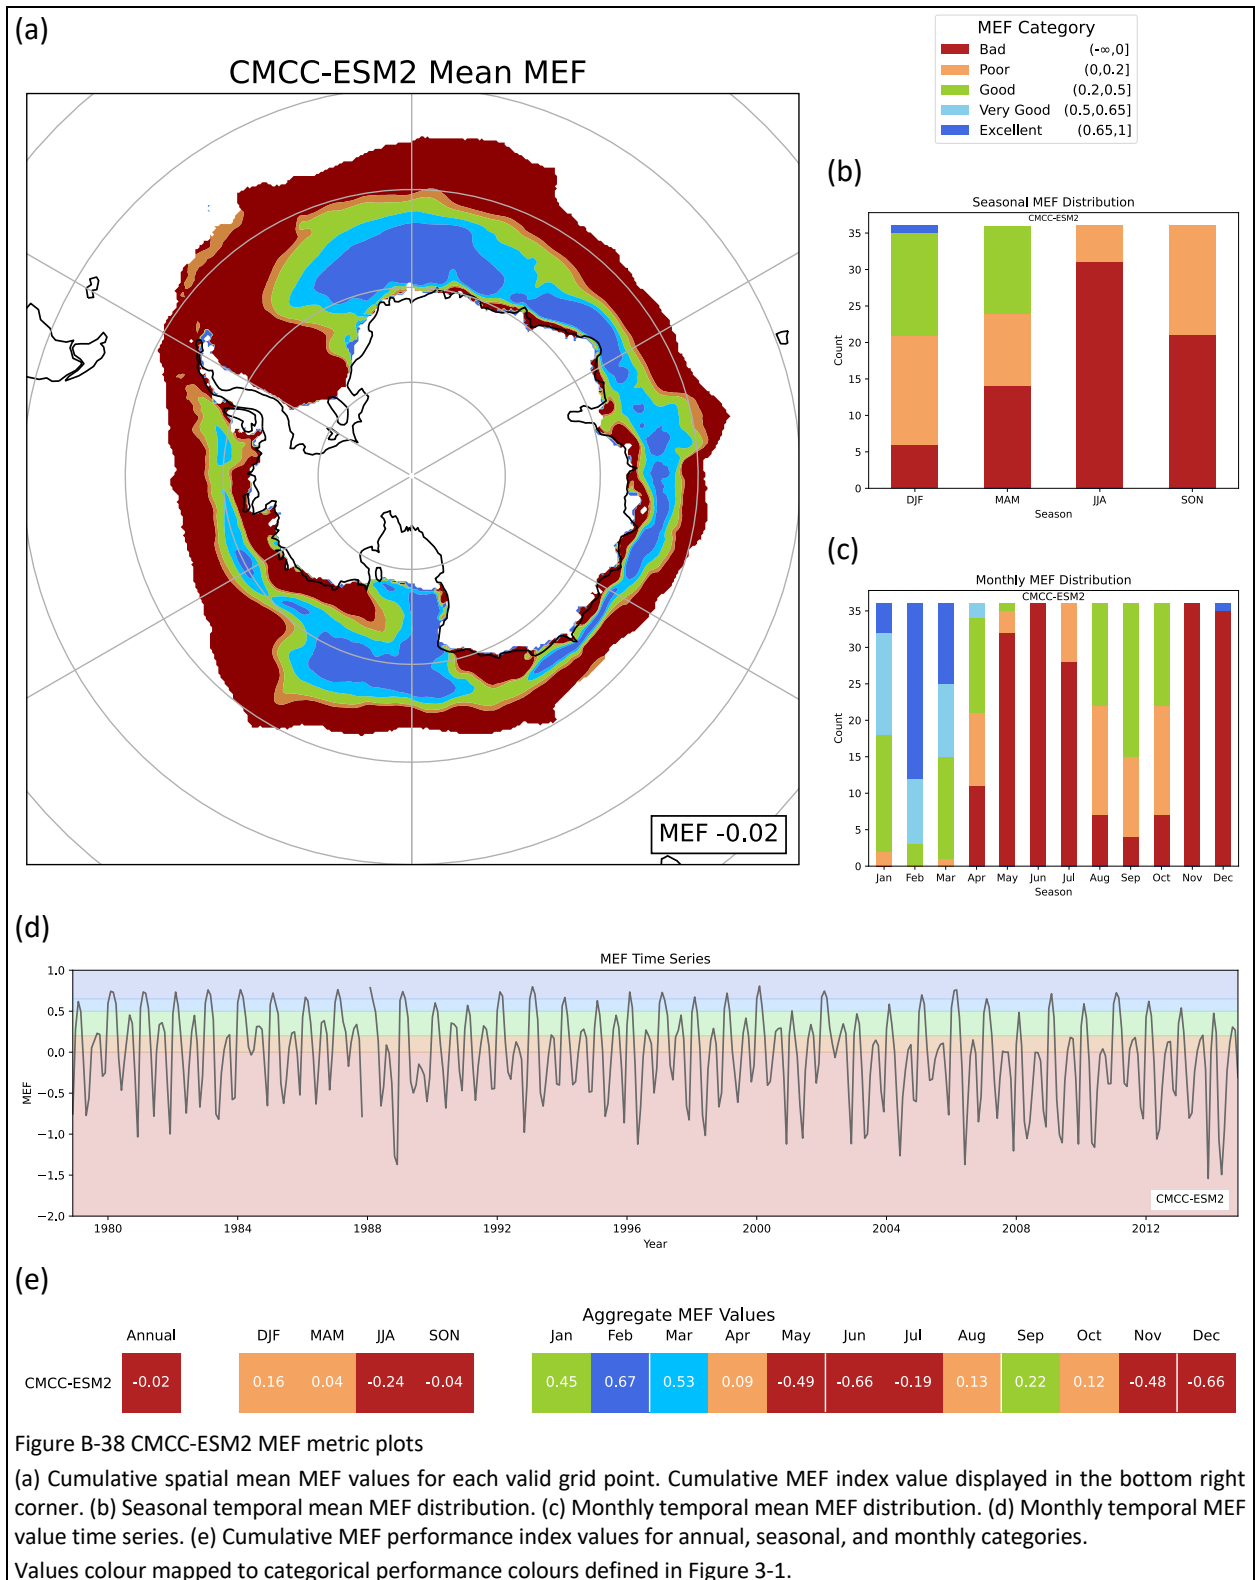 (a)
CMCC-ESM2 Mean MEF
MEF -0.02
MEF Category
Bad (-∞,0]
Poor (0,0.2]
Good (0.2,0.5]
Very Good (0.5,0.65]
Excellent (0.65,1]
(b)
Seasonal MEF Distribution
CMCC-ESM2
35
30
25
20
15
10
5
0
Count
DJF MAM JJA SON
Season
(c)
Monthly MEF Distribution
CMCC-ESM2
35
30
25
20
15
10
5
0
Count
Jan Feb Mar Apr May Jun Jul Aug Sep Oct Nov Dec
Season
(d)
MEF Time Series
1.0
0.5
0.0
−0.5
−1.0
−1.5
−2.0
MEF
CMCC-ESM2
1980 1984 1988 1992 1996 2000 2004 2008 2012
Year
(e)
Aggregate MEF Values
Annual DJF MAM JJA SON Jan Feb Mar Apr May Jun Jul Aug Sep Oct Nov Dec
CMCC-ESM2 -0.02 0.16 0.04 -0.24 -0.04 0.45 0.67 0.53 0.09 -0.49 -0.66 -0.19 0.13 0.22 0.12 -0.48 -0.66
Figure B-38 CMCC-ESM2 MEF metric plots
(a) Cumulative spatial mean MEF values for each valid grid point. Cumulative MEF index value displayed in the bottom right
corner. (b) Seasonal temporal mean MEF distribution. (c) Monthly temporal mean MEF distribution. (d) Monthly temporal MEF
value time series. (e) Cumulative MEF performance index values for annual, seasonal, and monthly categories.
Values colour mapped to categorical performance colours defined in Figure 3-1.